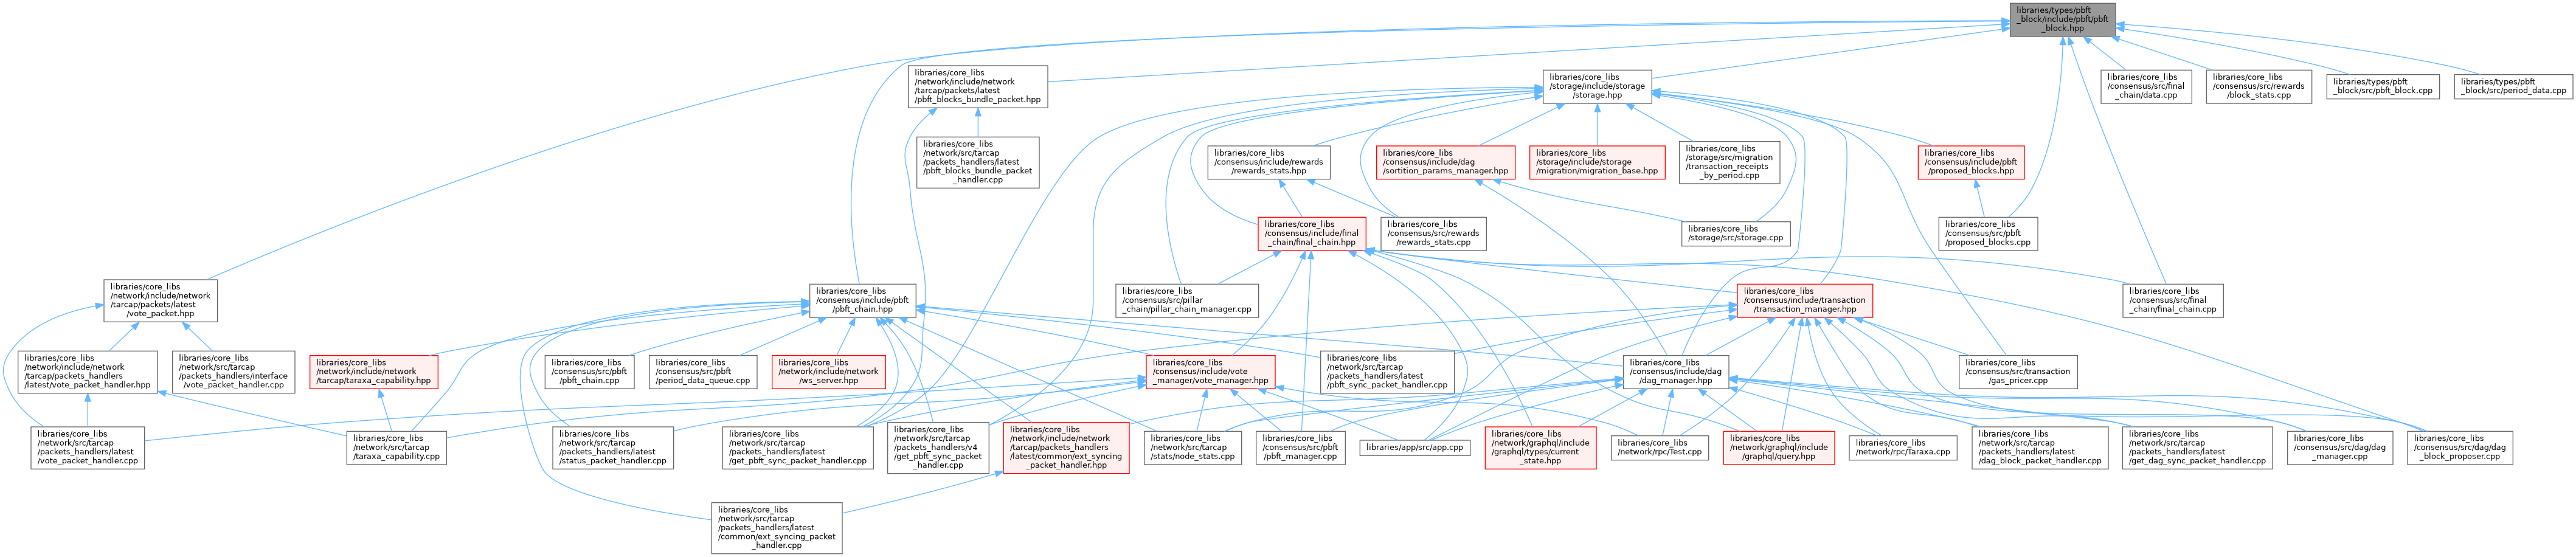 libraries/types/pbft
_block/include/pbft/pbft
_block.hpp
libraries/core_libs
/network/include/network
/tarcap/packets/latest
/pbft_blocks_bundle_packet.hpp
libraries/core_libs
/storage/include/storage
/storage.hpp
libraries/core_libs
/consensus/src/final
_chain/data.cpp
libraries/core_libs
/consensus/src/rewards
/block_stats.cpp
libraries/types/pbft
_block/src/pbft_block.cpp
libraries/types/pbft
_block/src/period_data.cpp
libraries/core_libs
/network/src/tarcap
/packets_handlers/latest
/pbft_blocks_bundle_packet
_handler.cpp
libraries/core_libs
/consensus/include/rewards
/rewards_stats.hpp
libraries/core_libs
/consensus/include/dag
/sortition_params_manager.hpp
libraries/core_libs
/storage/include/storage
/migration/migration_base.hpp
libraries/core_libs
/storage/src/migration
/transaction_receipts
_by_period.cpp
libraries/core_libs
/consensus/include/pbft
/proposed_blocks.hpp
libraries/core_libs
/consensus/include/final
_chain/final_chain.hpp
libraries/core_libs
/consensus/src/rewards
/rewards_stats.cpp
libraries/core_libs
/storage/src/storage.cpp
libraries/core_libs
/consensus/src/pbft
/proposed_blocks.cpp
libraries/core_libs
/network/include/network
/tarcap/packets/latest
/vote_packet.hpp
libraries/core_libs
/consensus/include/pbft
/pbft_chain.hpp
libraries/core_libs
/consensus/src/pillar
_chain/pillar_chain_manager.cpp
libraries/core_libs
/consensus/include/transaction
/transaction_manager.hpp
libraries/core_libs
/consensus/src/final
_chain/final_chain.cpp
libraries/core_libs
/network/include/network
/tarcap/packets_handlers
/latest/vote_packet_handler.hpp
libraries/core_libs
/network/src/tarcap
/packets_handlers/interface
/vote_packet_handler.cpp
libraries/core_libs
/network/include/network
/tarcap/taraxa_capability.hpp
libraries/core_libs
/consensus/src/pbft
/pbft_chain.cpp
libraries/core_libs
/consensus/src/pbft
/period_data_queue.cpp
libraries/core_libs
/network/include/network
/ws_server.hpp
libraries/core_libs
/consensus/include/vote
_manager/vote_manager.hpp
libraries/core_libs
/network/src/tarcap
/packets_handlers/latest
/pbft_sync_packet_handler.cpp
libraries/core_libs
/consensus/include/dag
/dag_manager.hpp
libraries/core_libs
/consensus/src/transaction
/gas_pricer.cpp
libraries/core_libs
/network/src/tarcap
/packets_handlers/latest
/vote_packet_handler.cpp
libraries/core_libs
/network/src/tarcap
/taraxa_capability.cpp
libraries/core_libs
/network/src/tarcap
/packets_handlers/latest
/status_packet_handler.cpp
libraries/core_libs
/network/src/tarcap
/packets_handlers/latest
/get_pbft_sync_packet_handler.cpp
libraries/core_libs
/network/src/tarcap
/packets_handlers/v4
/get_pbft_sync_packet
_handler.cpp
libraries/core_libs
/network/include/network
/tarcap/packets_handlers
/latest/common/ext_syncing
_packet_handler.hpp
libraries/core_libs
/network/src/tarcap
/stats/node_stats.cpp
libraries/core_libs
/consensus/src/pbft
/pbft_manager.cpp
libraries/app/src/app.cpp
libraries/core_libs
/network/graphql/include
/graphql/types/current
_state.hpp
libraries/core_libs
/network/rpc/Test.cpp
libraries/core_libs
/network/graphql/include
/graphql/query.hpp
libraries/core_libs
/network/rpc/Taraxa.cpp
libraries/core_libs
/network/src/tarcap
/packets_handlers/latest
/dag_block_packet_handler.cpp
libraries/core_libs
/network/src/tarcap
/packets_handlers/latest
/get_dag_sync_packet_handler.cpp
libraries/core_libs
/consensus/src/dag/dag
_manager.cpp
libraries/core_libs
/consensus/src/dag/dag
_block_proposer.cpp
libraries/core_libs
/network/src/tarcap
/packets_handlers/latest
/common/ext_syncing_packet
_handler.cpp